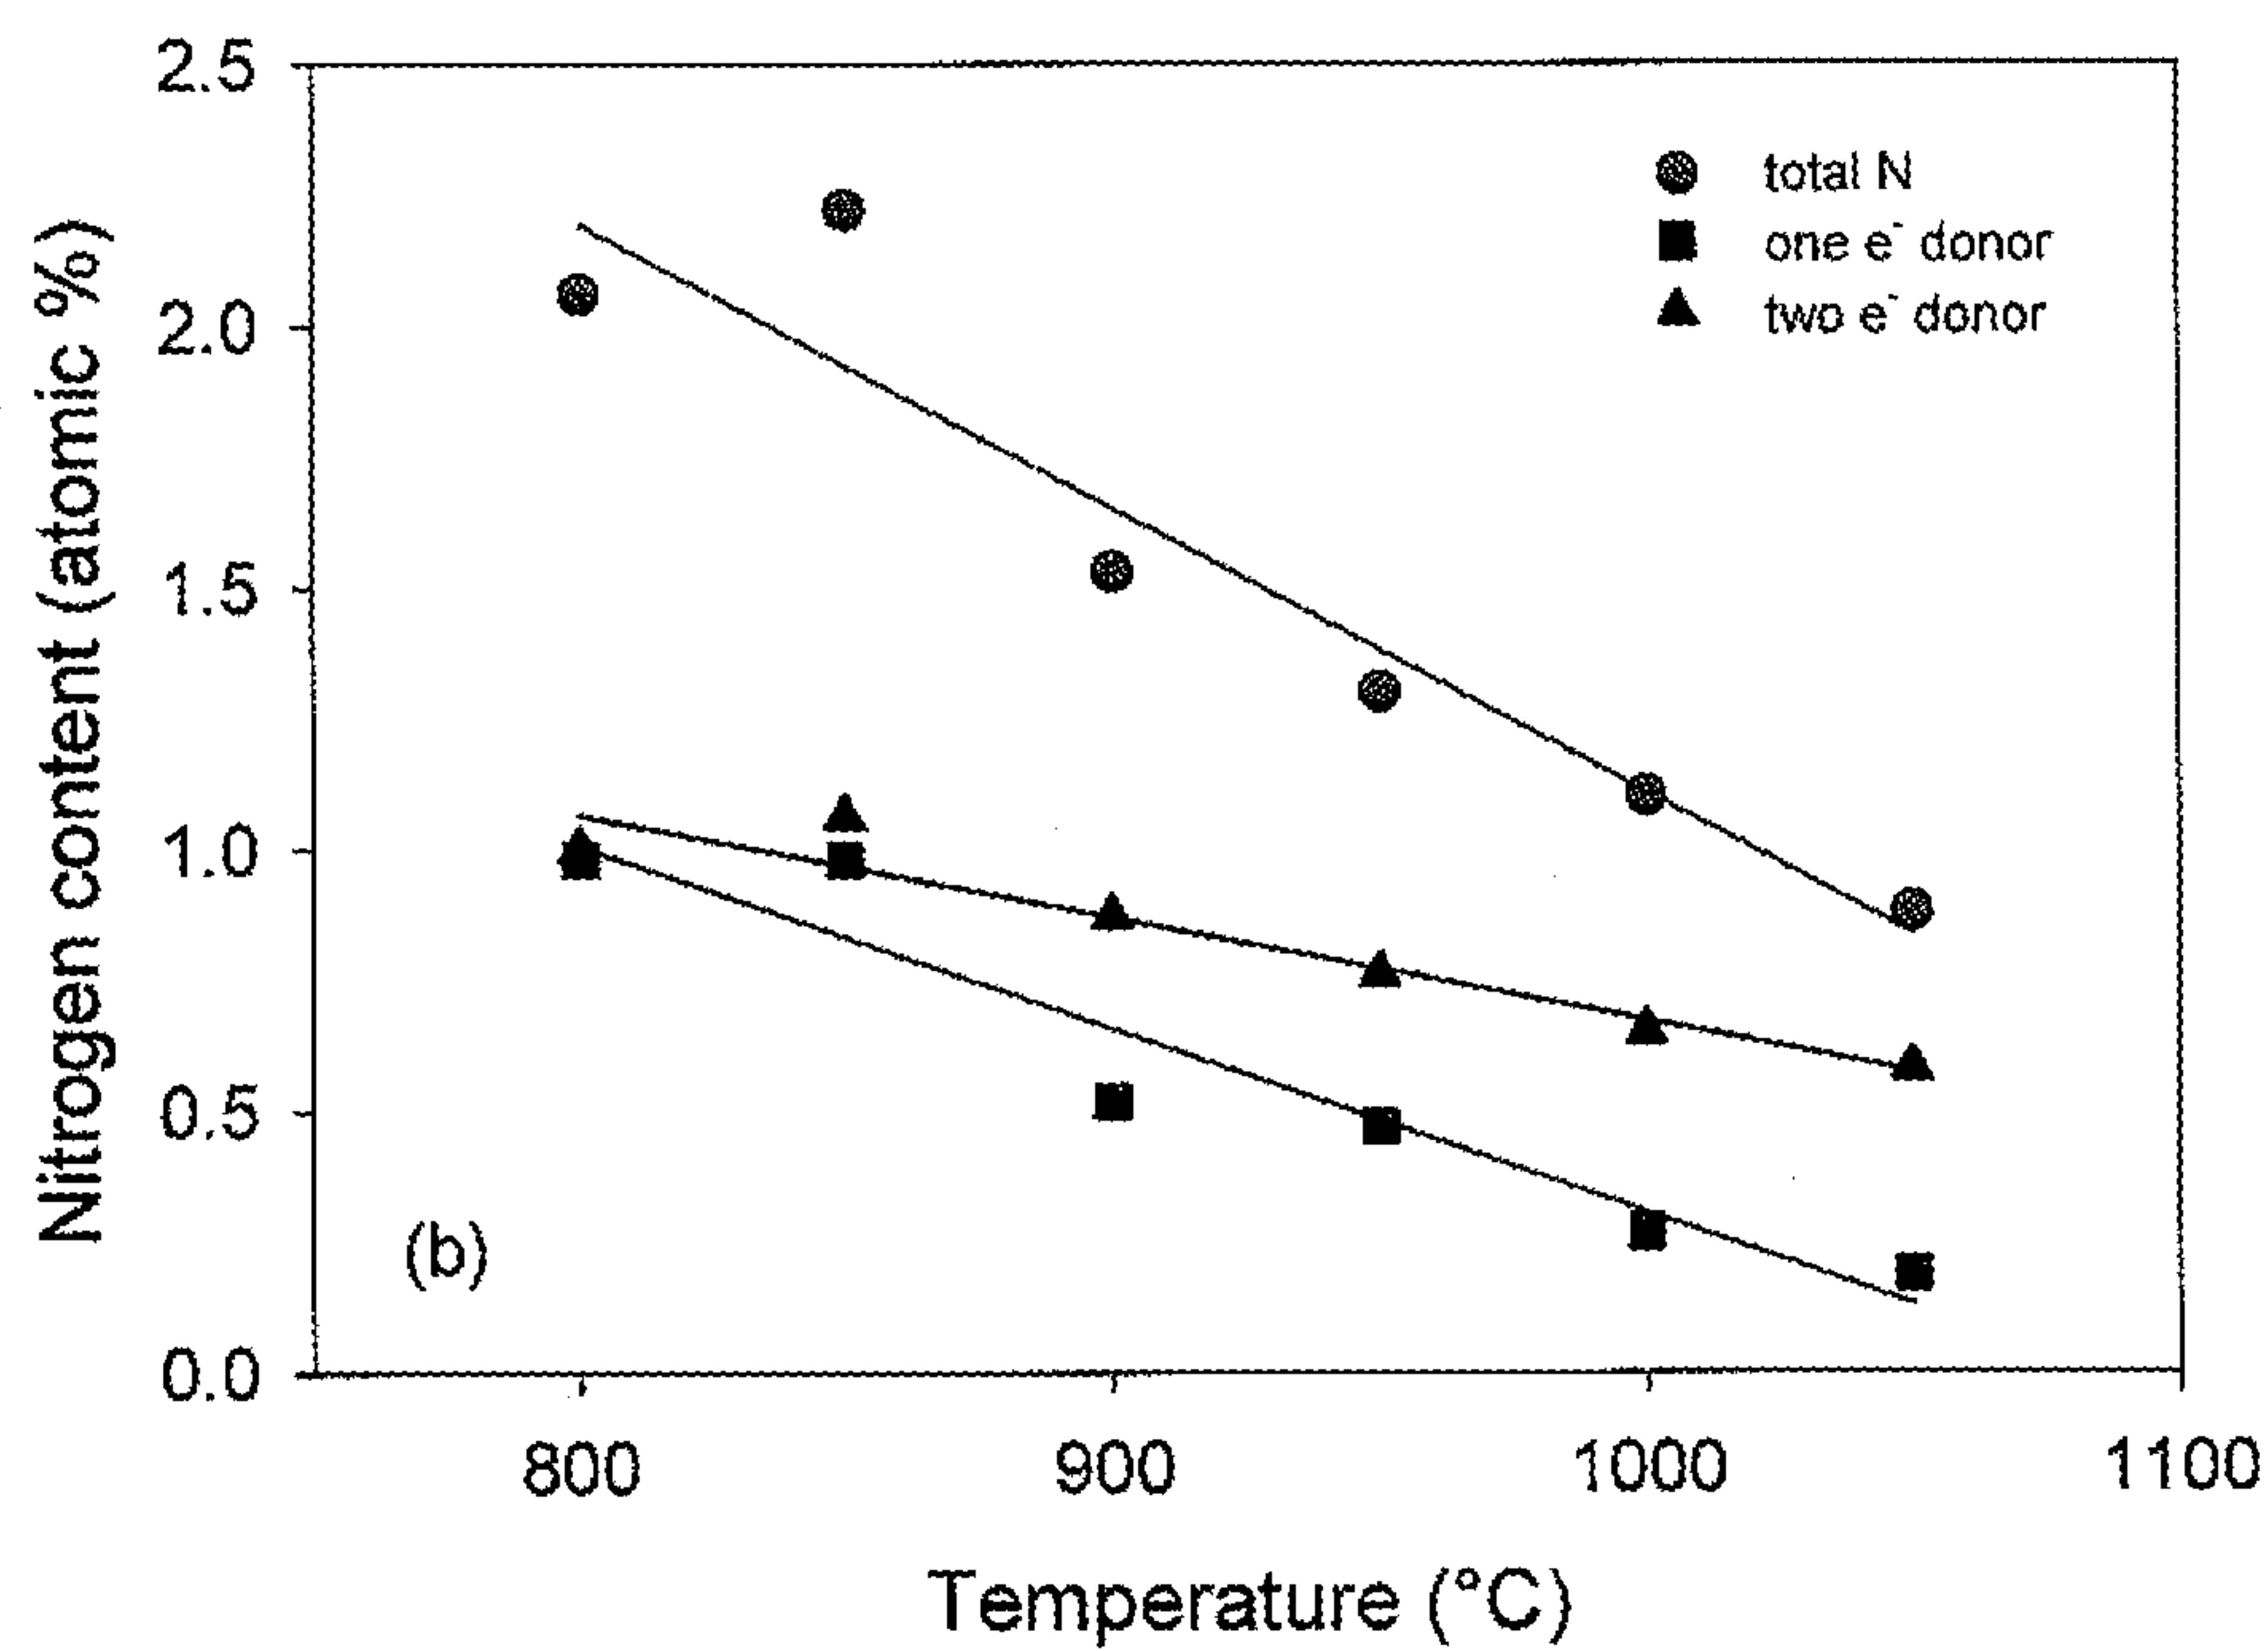 Nitrogen content (atomic %)
2.5
2.0
1.5
1.0
0.5
0.0
total N
one e⁻ donor
two e⁻ donor
(b)
800
900
1000
1100
Temperature (°C)